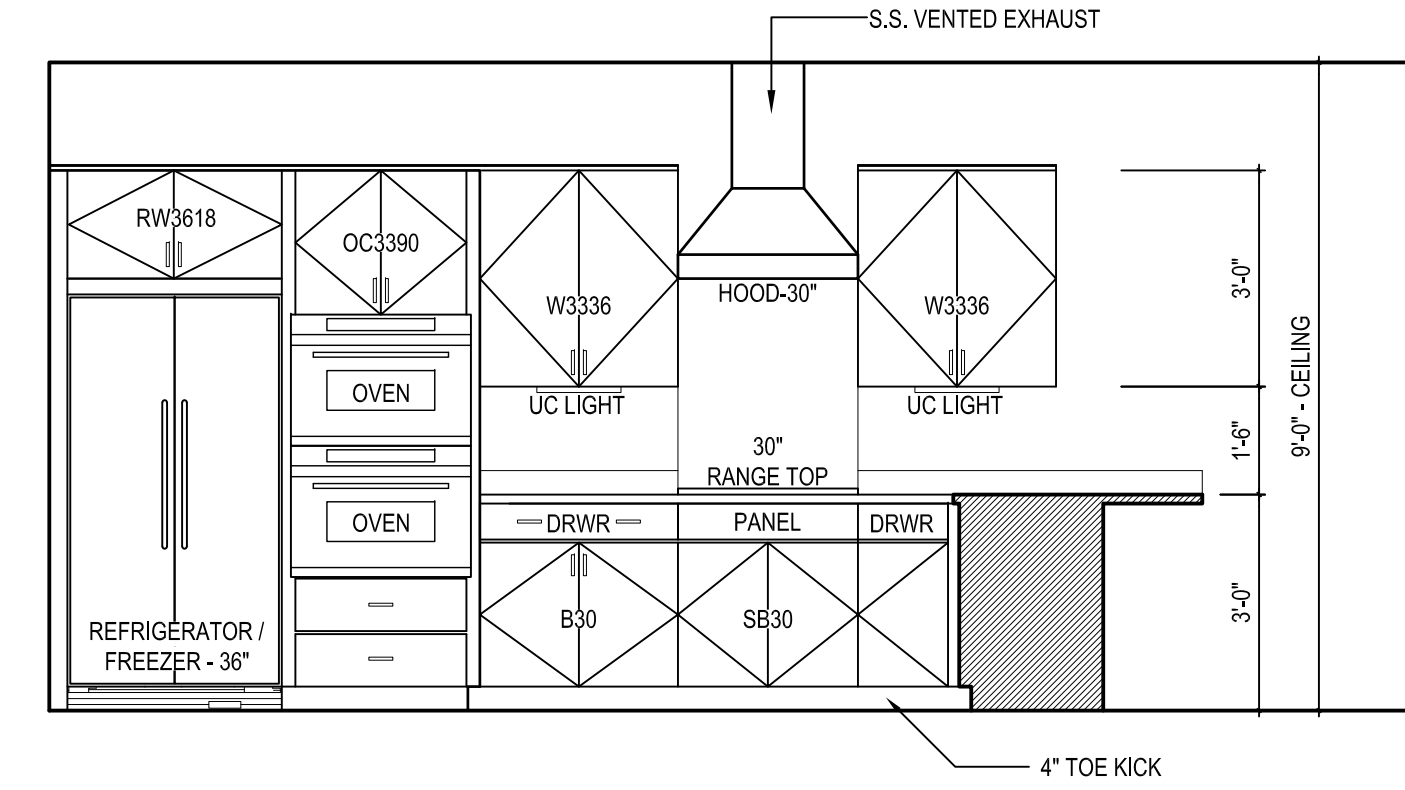 S.S. VENTED EXHAUST
RW3618
OC3390
W3336
HOOD-30"
W3336
3'-0"
9'-0" - CEILING
OVEN
UC LIGHT
UC LIGHT
1'-6"
30"
RANGE TOP
OVEN
DRWR
PANEL
DRWR
REFRIGERATOR /
FREEZER - 36"
B30
SB30
3'-0"
4" TOE KICK